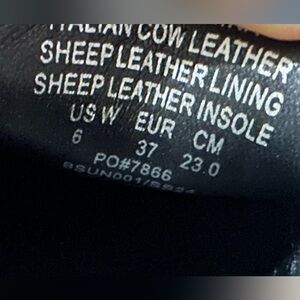 ITALIAN COW LEATHER
SHEEP LEATHER LINING
SHEEP LEATHER INSOLE
US W EUR CM
6 37 23.0
PO#7866